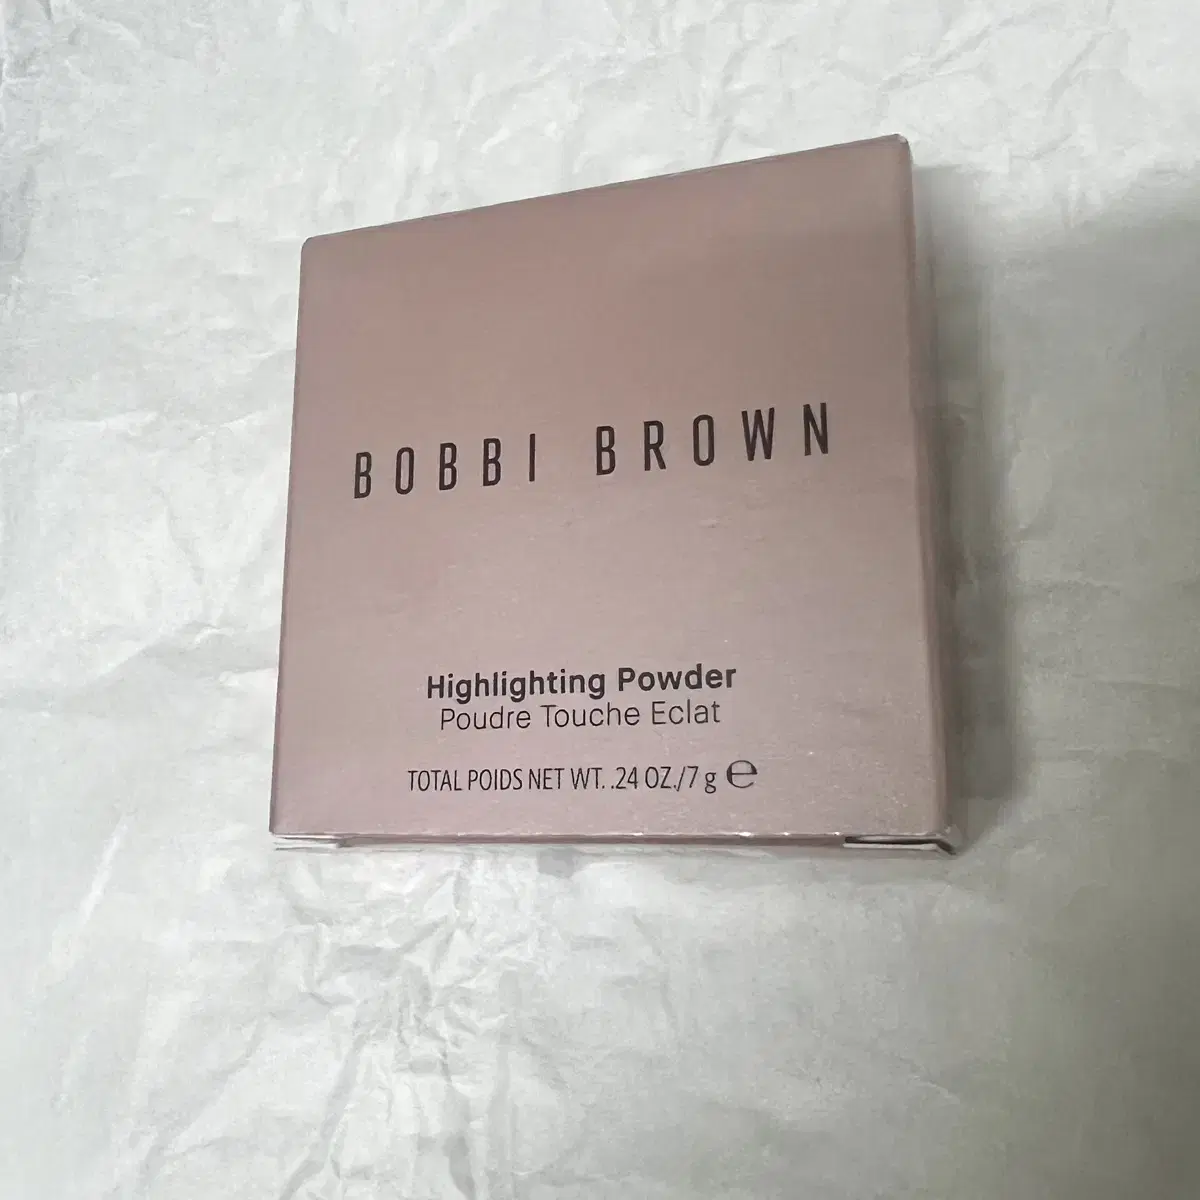 BOBBI BROWN
Highlighting Powder
Poudre Touche Eclat
TOTAL POIDS NET WT. .24 OZ./7 g ℮